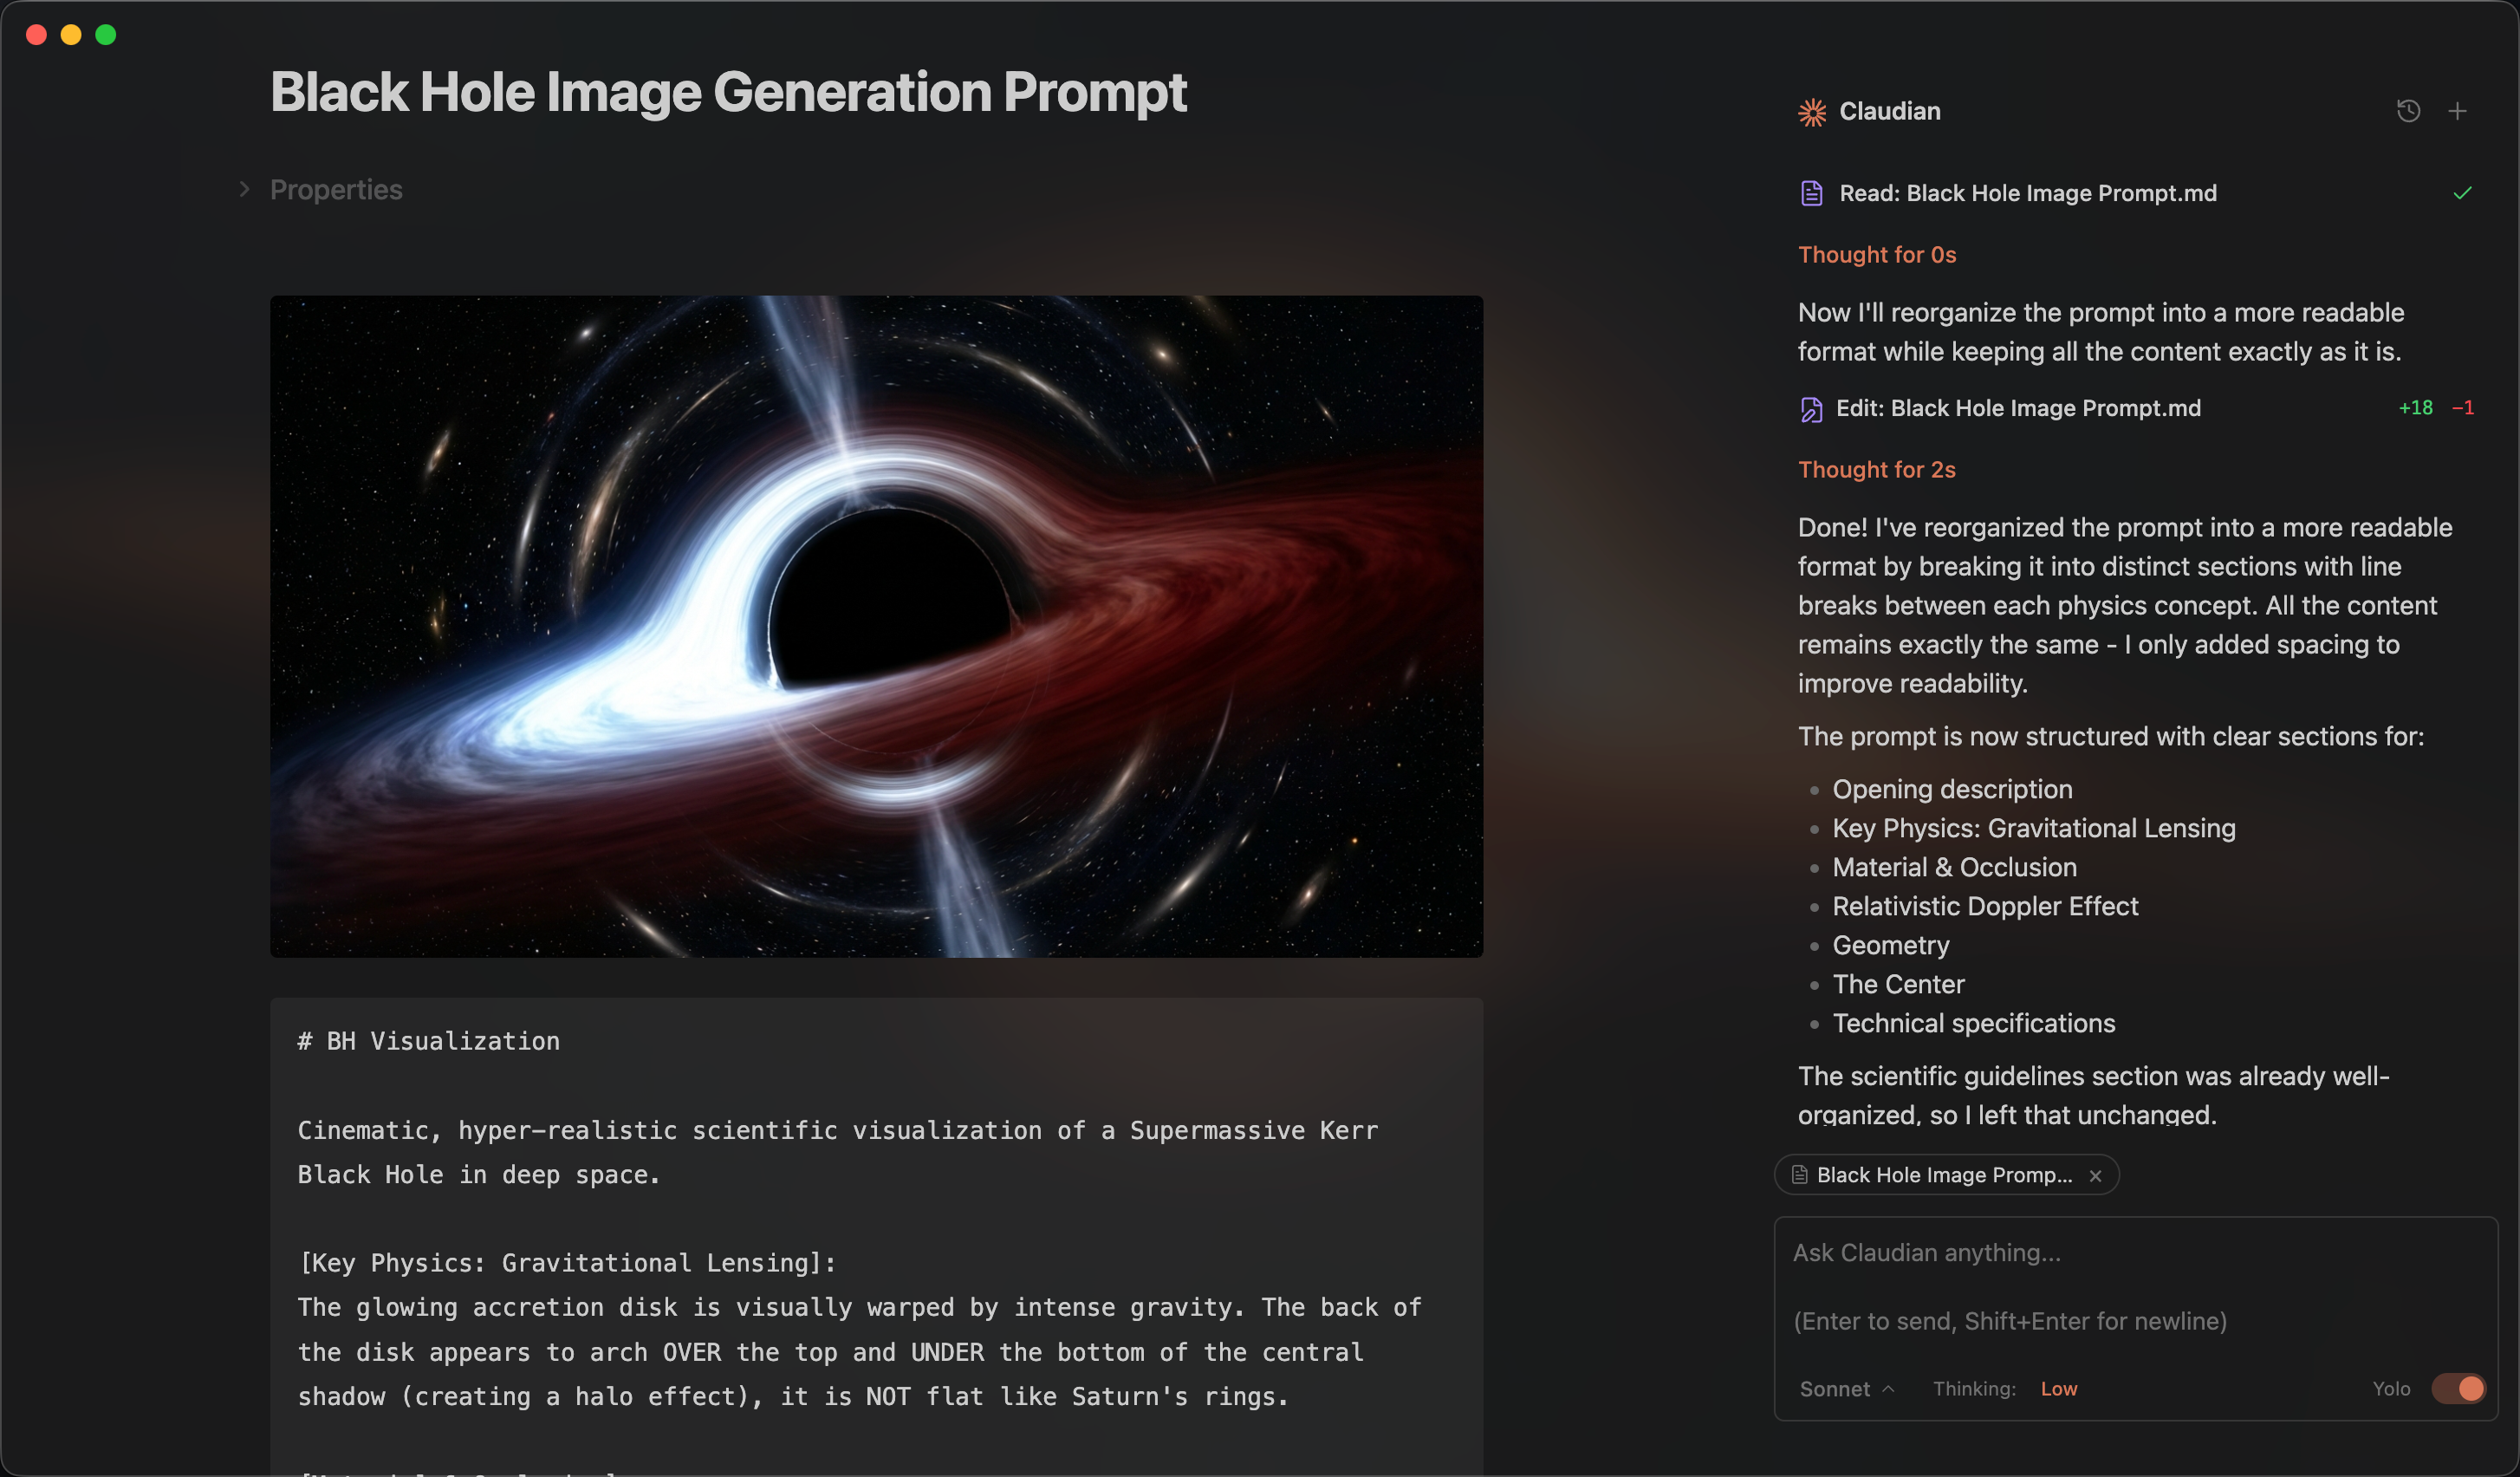 Black Hole Image Generation Prompt
Properties
# BH Visualization
Cinematic, hyper-realistic scientific visualization of a Supermassive Kerr
Black Hole in deep space.
[Key Physics: Gravitational Lensing]:
The glowing accretion disk is visually warped by intense gravity. The back of
the disk appears to arch OVER the top and UNDER the bottom of the central
shadow (creating a halo effect), it is NOT flat like Saturn's rings.
Claudian
Read: Black Hole Image Prompt.md
Thought for 0s
Now I'll reorganize the prompt into a more readable
format while keeping all the content exactly as it is.
Edit: Black Hole Image Prompt.md +18 −1
Thought for 2s
Done! I've reorganized the prompt into a more readable
format by breaking it into distinct sections with line
breaks between each physics concept. All the content
remains exactly the same - I only added spacing to
improve readability.
The prompt is now structured with clear sections for:
• Opening description
• Key Physics: Gravitational Lensing
• Material & Occlusion
• Relativistic Doppler Effect
• Geometry
• The Center
• Technical specifications
The scientific guidelines section was already well-
organized, so I left that unchanged.
Black Hole Image Promp...
Ask Claudian anything...
(Enter to send, Shift+Enter for newline)
Sonnet Thinking: Low Yolo